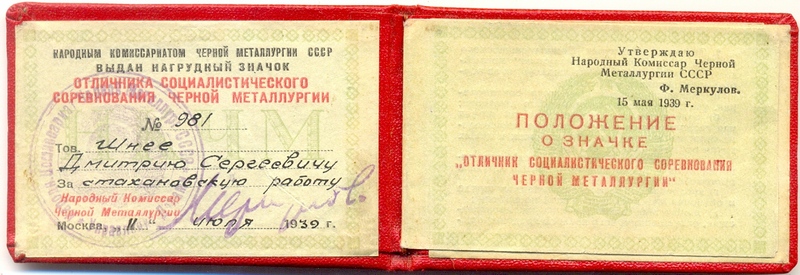 НАРОДНЫМ КОМИССАРИАТОМ ЧЕРНОЙ МЕТАЛЛУРГИИ СССР
ВЫДАН НАГРУДНЫЙ ЗНАЧОК
ОТЛИЧНИКА СОЦИАЛИСТИЧЕСКОГО
СОРЕВНОВАНИЯ ЧЕРНОЙ МЕТАЛЛУРГИИ
№ 981
Тов. Шнее
Дмитрию Сергеевичу
За стахановскую работу
Народный Комиссар
Черной Металлургии
Москва, „11“ июля 1939 г.
Утверждаю
Народный Комиссар Черной
Металлургии СССР
Ф. Меркулов.
15 мая 1939 г.
ПОЛОЖЕНИЕ
О ЗНАЧКЕ
„ОТЛИЧНИК СОЦИАЛИСТИЧЕСКОГО СОРЕВНОВАНИЯ
ЧЕРНОЙ МЕТАЛЛУРГИИ“